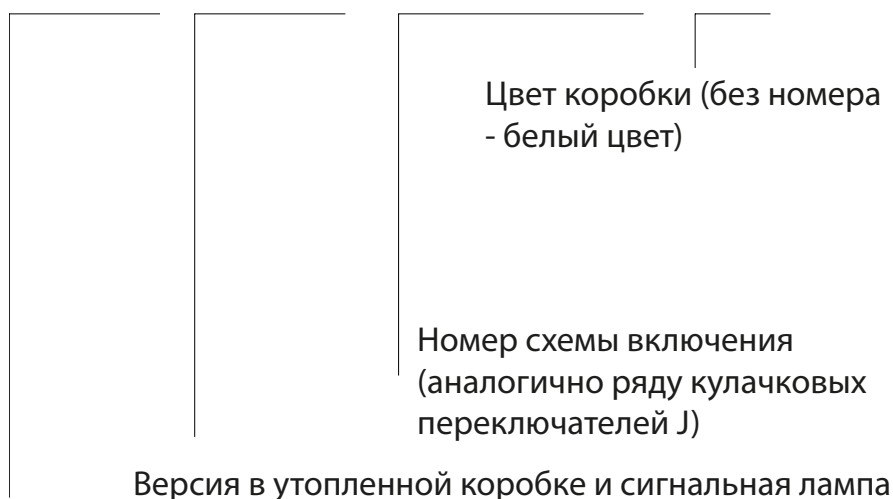 Цвет коробки (без номера
- белый цвет)
Номер схемы включения
(аналогично ряду кулачковых
переключателей J)
Версия в утопленной коробке и сигнальная лампа